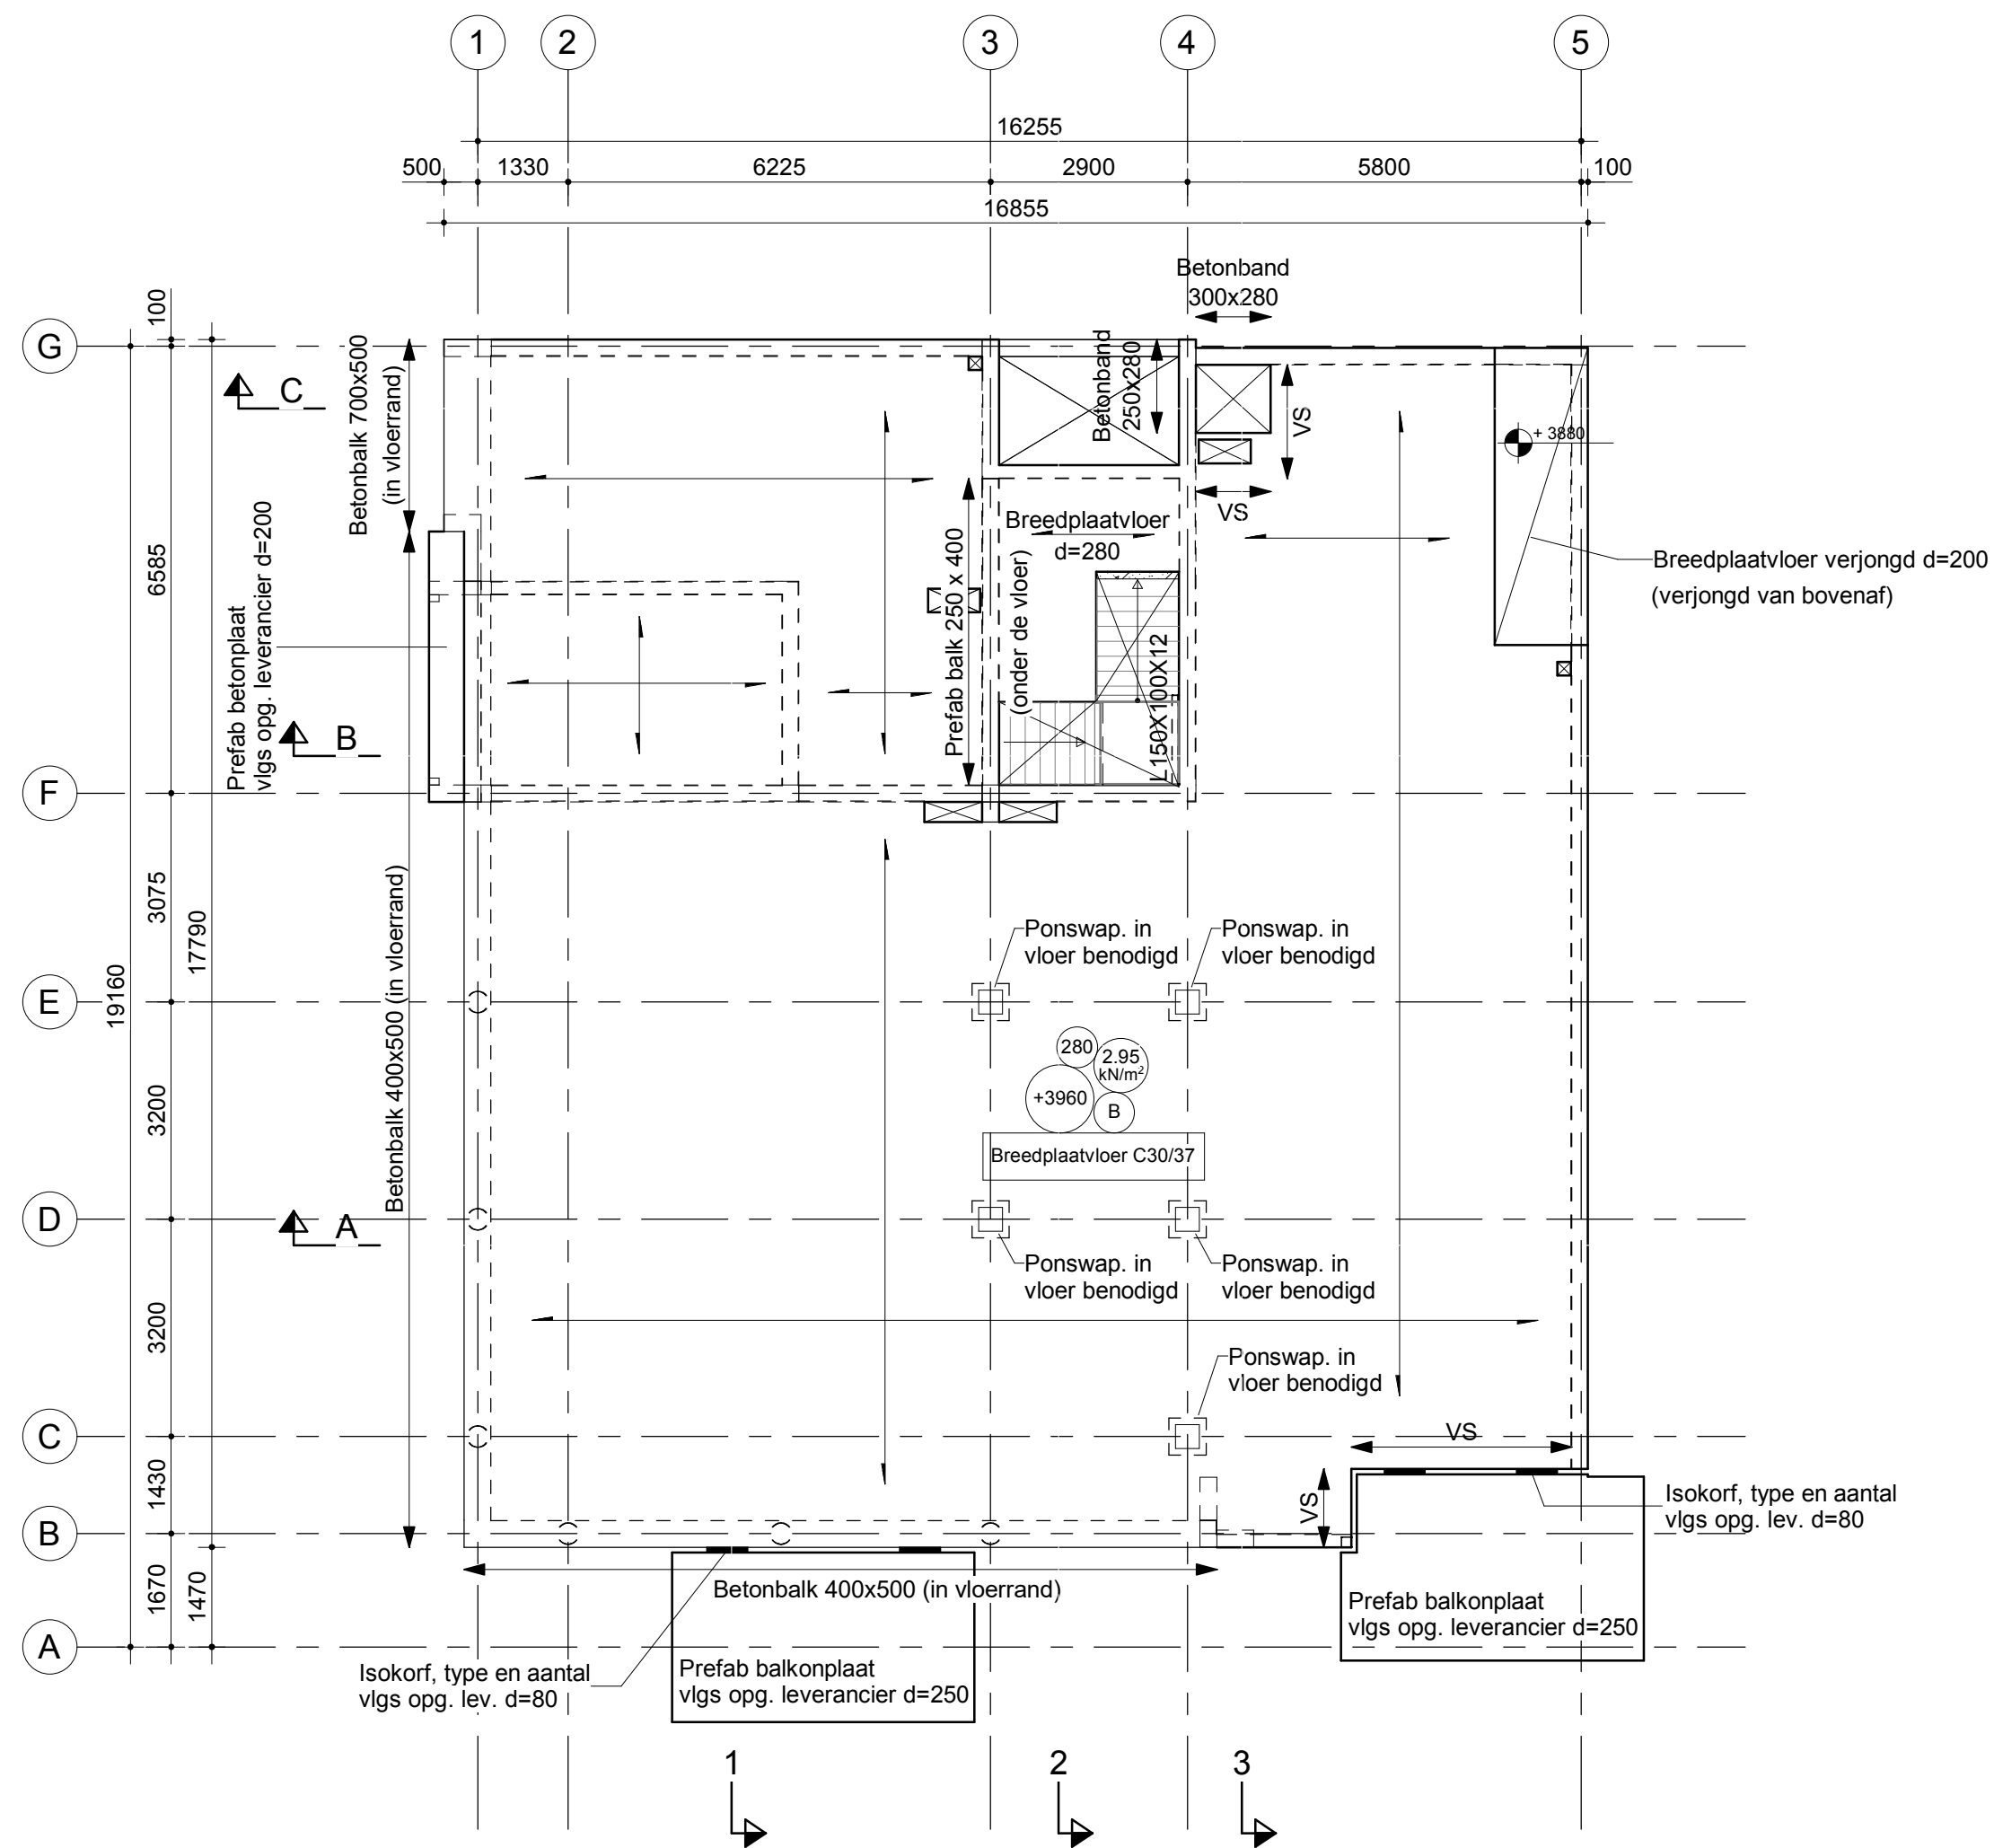 1
2
3
4
5
16255
500
1330
6225
2900
5800
100
16855
Betonband
300x280
G
100
C
Betonbalk 700x500
(in vloerrand)
Betonband
250x280
VS
+ 3880
VS
Breedplaatvloer
d=280
Breedplaatvloer verjongd d=200
(verjongd van bovenaf)
Prefab betonplaat
vlgs opg. leverancier d=200
6585
Prefab balk 250 x 400
(onder de vloer)
L150X100X12
B
F
3075
17790
19160
Betonbalk 400x500 (in vloerrand)
Ponswap. in
vloer benodigd
Ponswap. in
vloer benodigd
E
280
2.95
kN/m²
+3960
B
3200
Breedplaatvloer C30/37
D
A
Ponswap. in
vloer benodigd
Ponswap. in
vloer benodigd
3200
Ponswap. in
vloer benodigd
C
VS
1430
VS
Isokorf, type en aantal
vlgs opg. lev. d=80
B
1670
1470
Betonbalk 400x500 (in vloerrand)
Prefab balkonplaat
vlgs opg. leverancier d=250
A
Isokorf, type en aantal
vlgs opg. lev. d=80
Prefab balkonplaat
vlgs opg. leverancier d=250
1
2
3